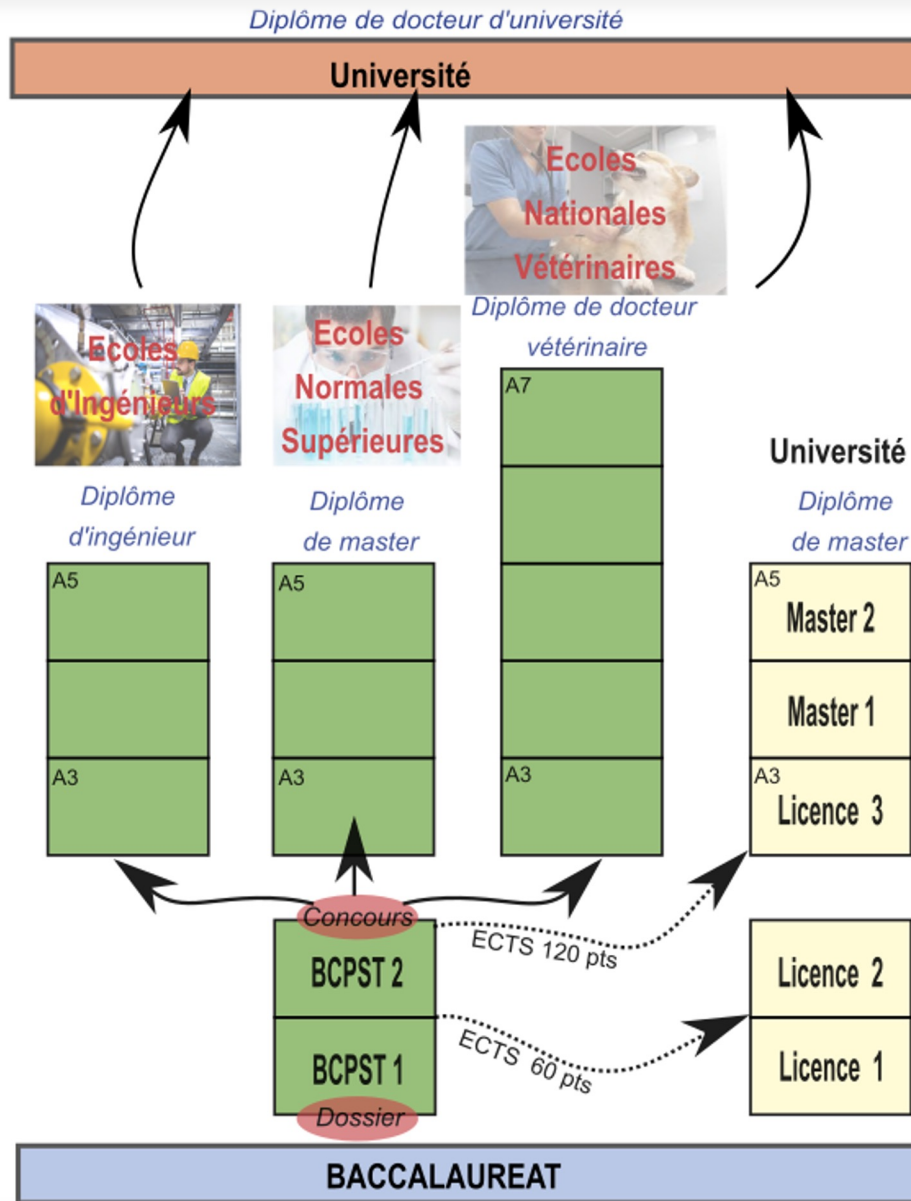 Diplôme de docteur d'université
Université
Ecoles
Nationales
Vétérinaires
Diplôme de docteur
vétérinaire
Ecoles
d'Ingénieurs
Ecoles
Normales
Supérieures
A7
Université
Diplôme
d'ingénieur
Diplôme
de master
Diplôme
de master
A5
A5
A5
Master 2
Master 1
A3
A3
A3
A3
Licence 3
Concours
ECTS 120 pts
BCPST 2
Licence 2
ECTS 60 pts
BCPST 1
Licence 1
Dossier
BACCALAUREAT